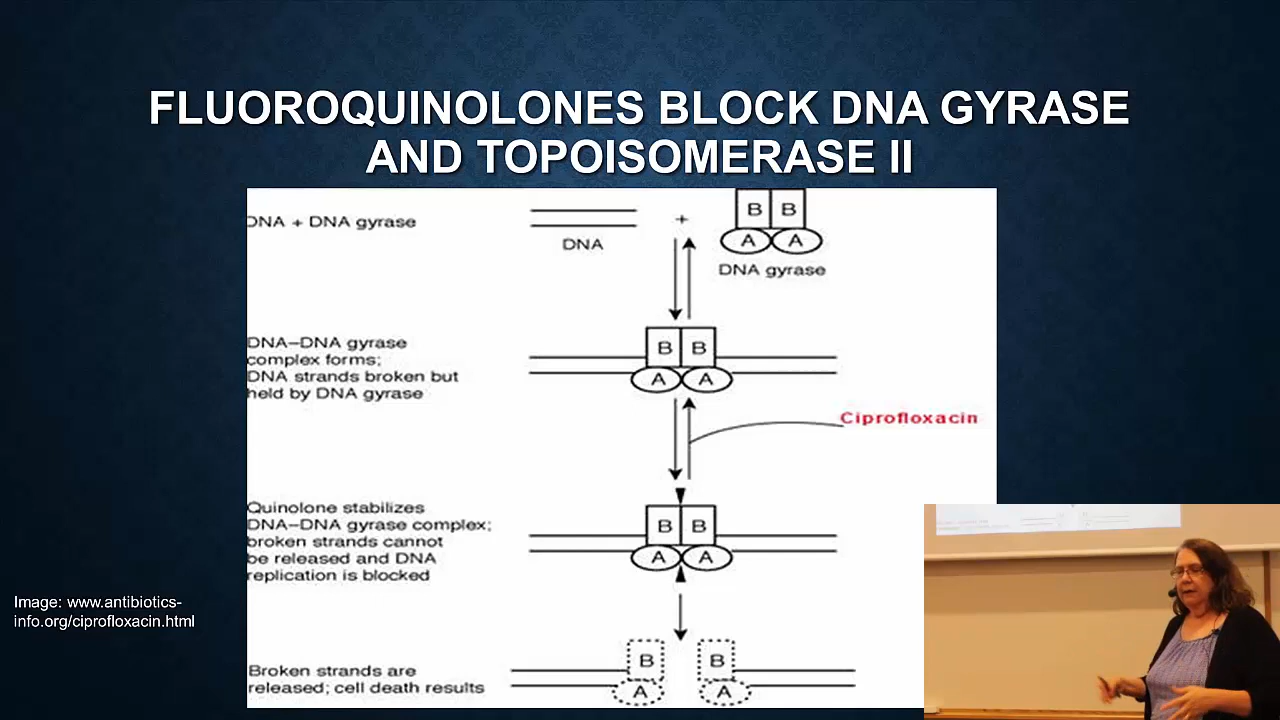 FLUOROQUINOLONES BLOCK DNA GYRASE
AND TOPOISOMERASE II
DNA + DNA gyrase
DNA
+
B B
A A
DNA gyrase
DNA–DNA gyrase
complex forms;
DNA strands broken but
held by DNA gyrase
B B
A A
Ciprofloxacin
Quinolone stabilizes
DNA–DNA gyrase complex;
broken strands cannot
be released and DNA
replication is blocked
B B
A A
Image: www.antibiotics-
info.org/ciprofloxacin.html
Broken strands are
released; cell death results
B B
A A